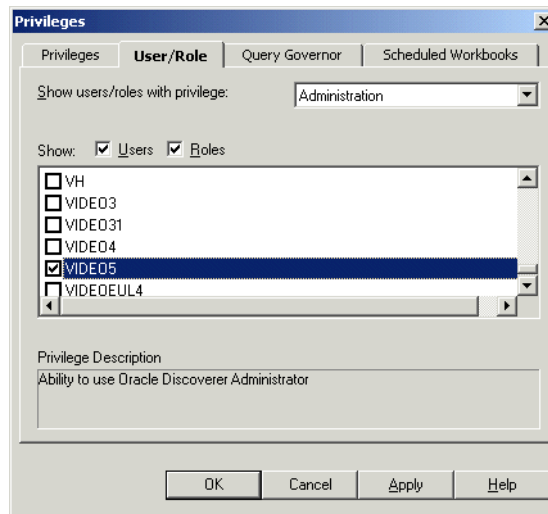 Privileges
Privileges User/Role Query Governor Scheduled Workbooks
Show users/roles with privilege: Administration
Show: Users Roles
VH
VIDEO3
VIDEO31
VIDEO4
VIDEO5
VIDEOEUL4
Privilege Description
Ability to use Oracle Discoverer Administrator
OK Cancel Apply Help